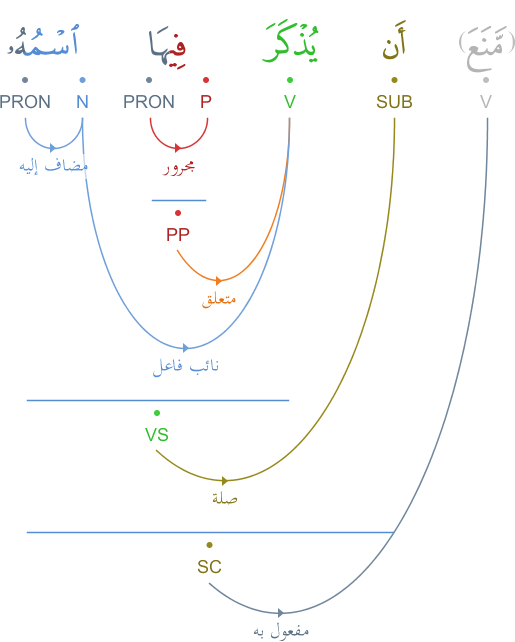 (مَّنَعَ) أَن يُذْكَرَ فِيهَا ٱسْمُهُۥ
V SUB V P PRON N PRON
مجرور مضاف إليه
PP
متعلق
نائب فاعل
VS
صلة
SC
مفعول به